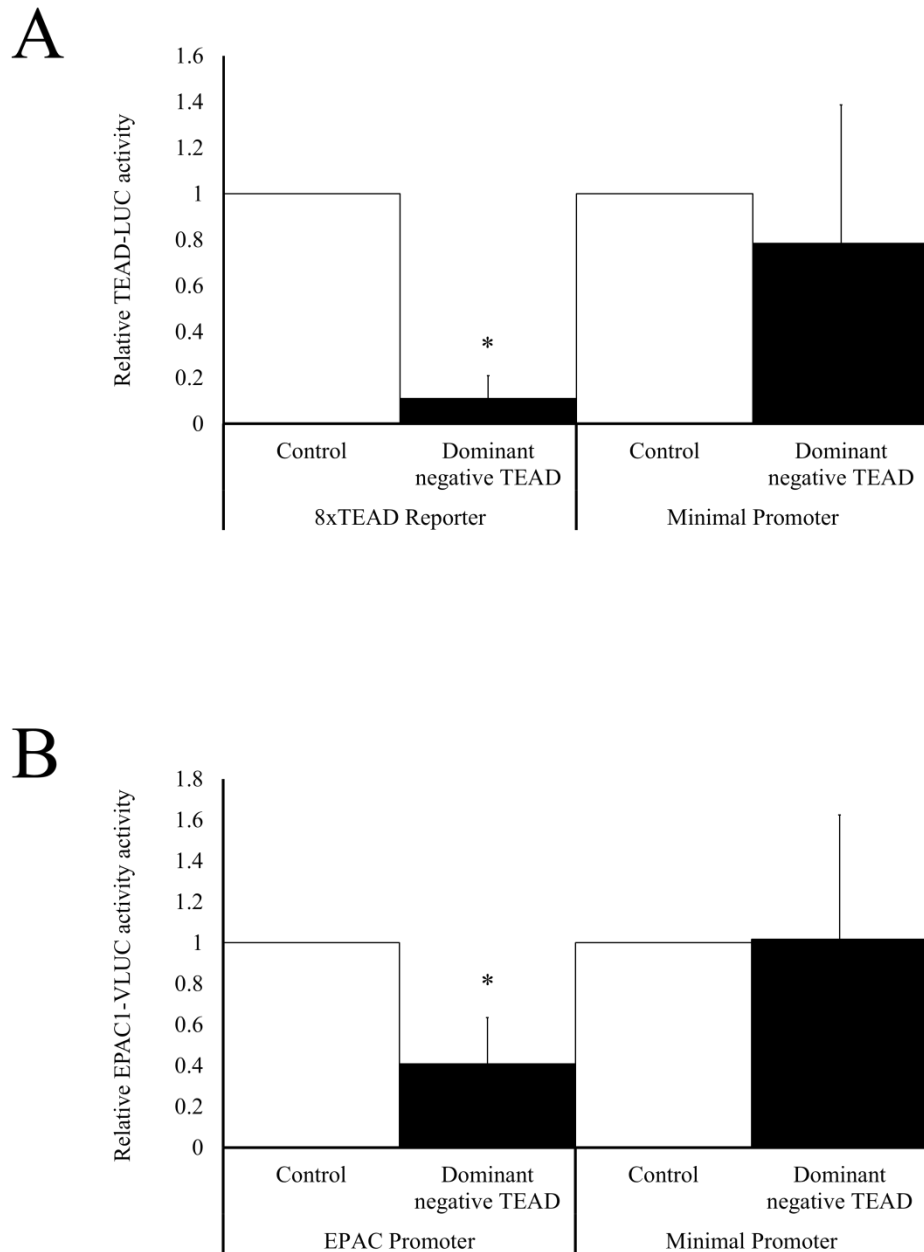 A
Relative TEAD-LUC activity
1.6
1.4
1.2
1
0.8
0.6
0.4
0.2
0
*
Control
Dominant
negative TEAD
Control
Dominant
negative TEAD
8xTEAD Reporter
Minimal Promoter
B
Relative EPAC1-VLUC activity activity
1.8
1.6
1.4
1.2
1
0.8
0.6
0.4
0.2
0
*
Control
Dominant
negative TEAD
Control
Dominant
negative TEAD
EPAC Promoter
Minimal Promoter